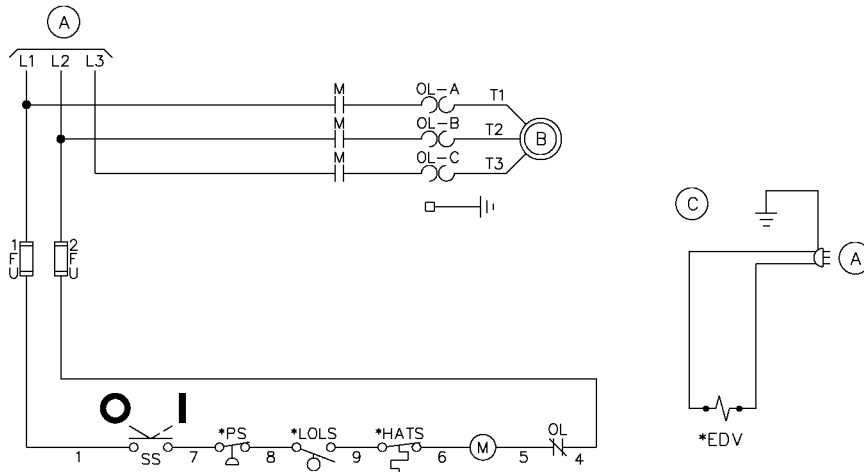 A
L1 L2 L3
M OL-A T1
M OL-B T2 B
M OL-C T3
C
1FU 2FU
A
O I
*PS *LOLS *HATS OL
1 SS 7 8 9 6 M 5 4
*EDV